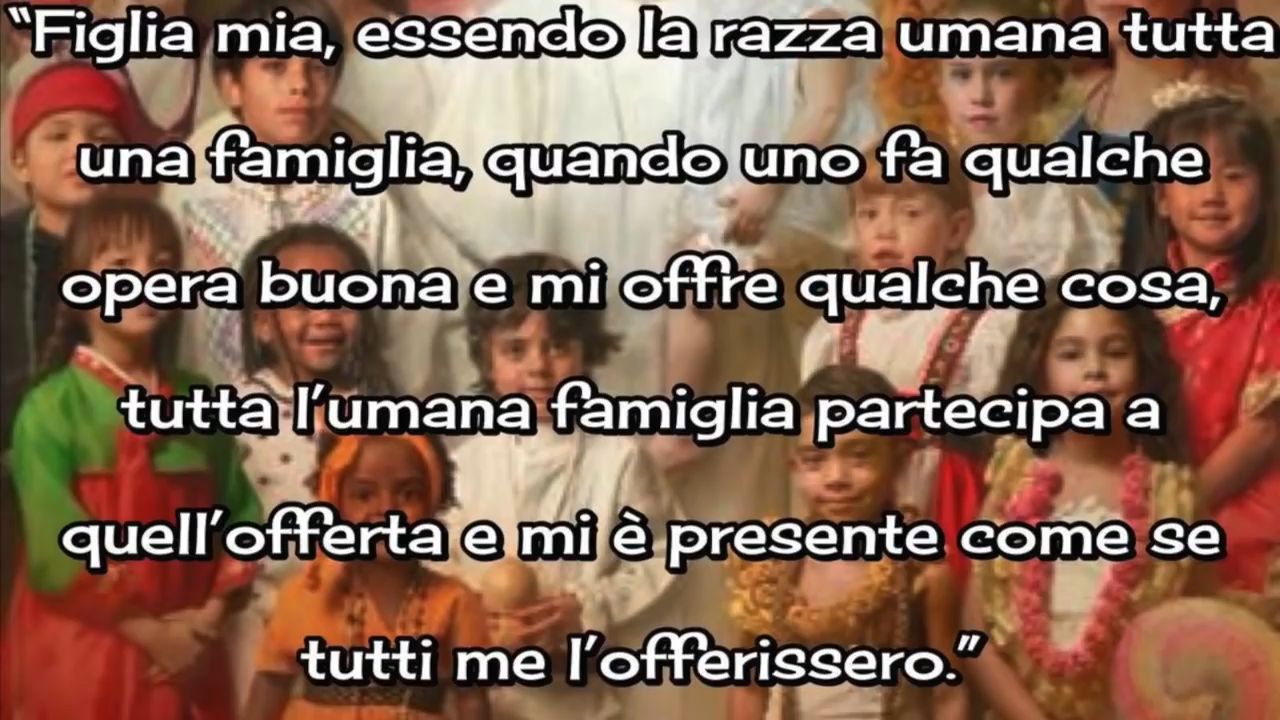 “Figlia mia, essendo la razza umana tutta
una famiglia, quando uno fa qualche
opera buona e mi offre qualche cosa,
tutta l’umana famiglia partecipa a
quell’offerta e mi è presente come se
tutti me l’offerissero.”